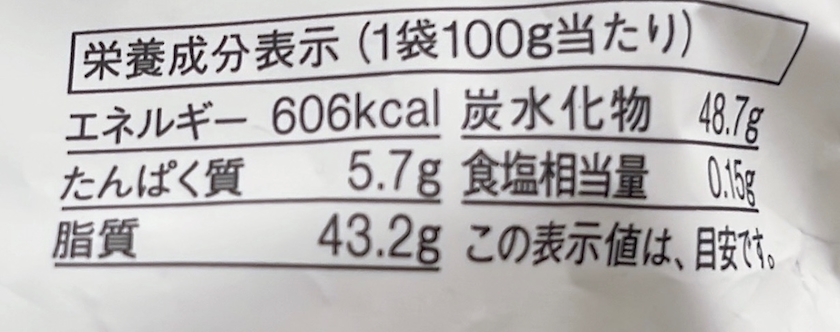 栄養成分表示(1袋100g当たり)
エネルギー 606kcal 炭水化物 48.7g
たんぱく質 5.7g 食塩相当量 0.15g
脂質 43.2g この表示値は、目安です。